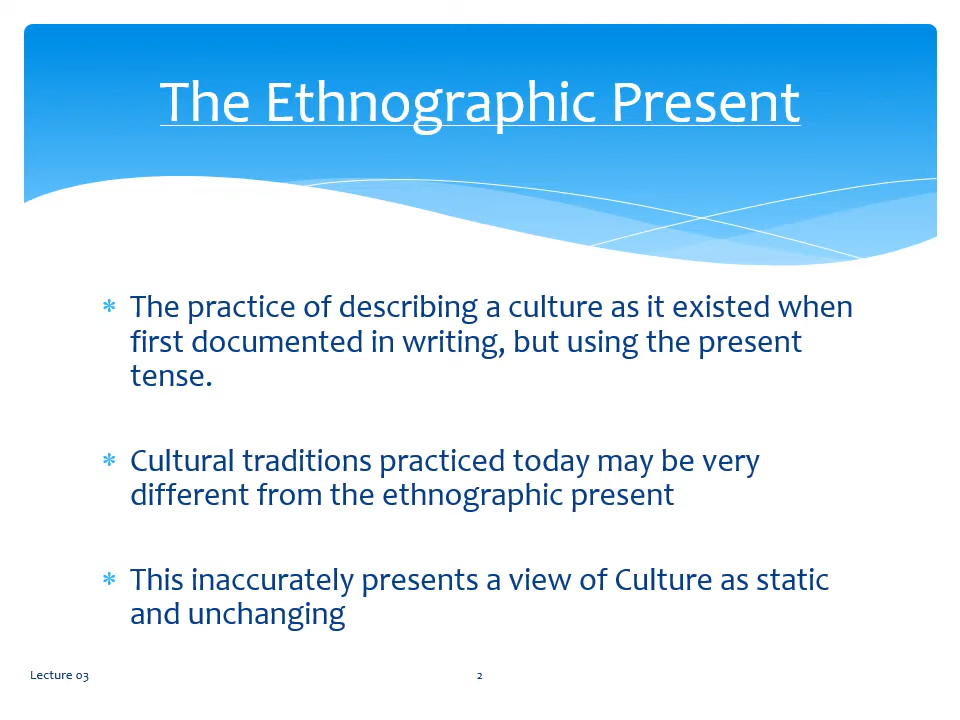 The Ethnographic Present
* The practice of describing a culture as it existed when
first documented in writing, but using the present
tense.
* Cultural traditions practiced today may be very
different from the ethnographic present
* This inaccurately presents a view of Culture as static
and unchanging
Lecture 03
2